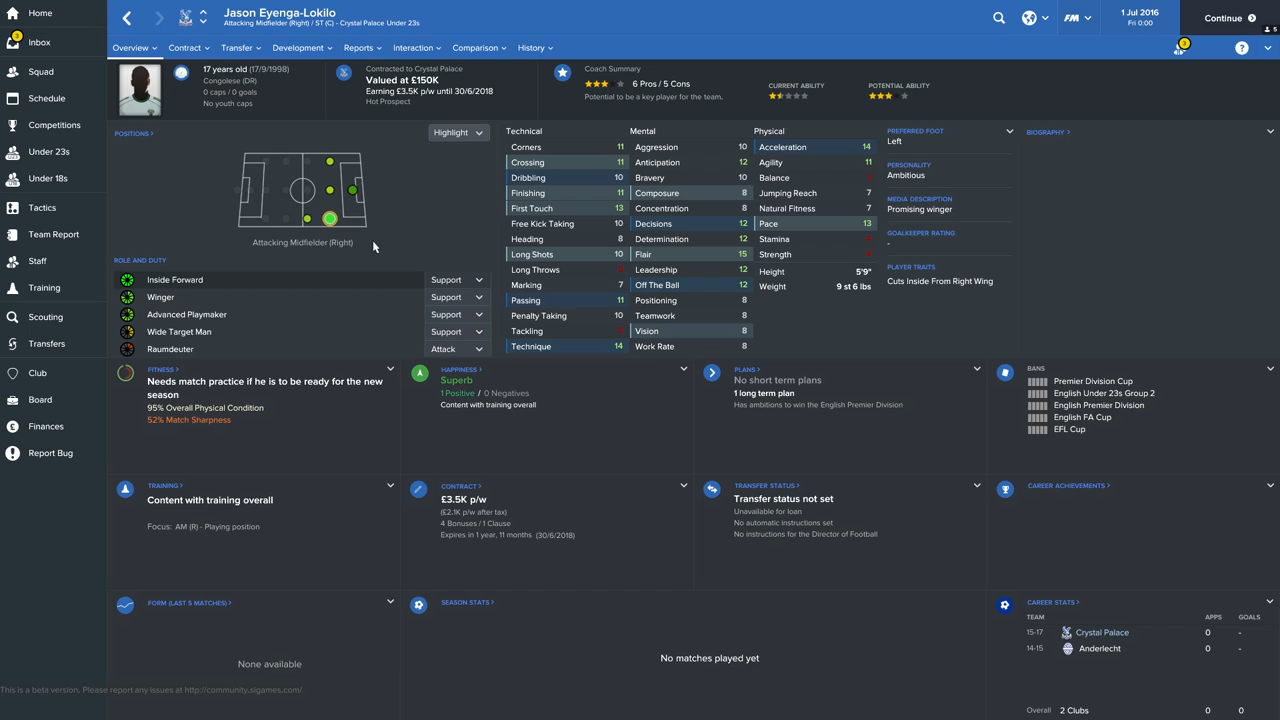 Home
3
Inbox
Squad
Schedule
Competitions
Under 23s
Under 18s
Tactics
Team Report
Staff
Training
Scouting
Transfers
Club
Board
Finances
Report Bug
Jason Eyenga-Lokilo
Attacking Midfielder (Right) / ST (C) - Crystal Palace Under 23s
FM
1 Jul 2016
Fri 0:00
Continue
5
Overview
Contract
Transfer
Development
Reports
Interaction
Comparison
History
3
?
17 years old (17/9/1998)
Congolese (DR)
0 caps / 0 goals
No youth caps
Contracted to Crystal Palace
Valued at £150K
Earning £3.5K p/w until 30/6/2018
Hot Prospect
Coach Summary
6 Pros / 5 Cons
Potential to be a key player for the team.
CURRENT ABILITY
POTENTIAL ABILITY
POSITIONS >
Highlight
Attacking Midfielder (Right)
ROLE AND DUTY
Inside Forward Support
Winger Support
Advanced Playmaker Support
Wide Target Man Support
Raumdeuter Attack
Technical
Corners 11
Crossing 11
Dribbling 10
Finishing 11
First Touch 13
Free Kick Taking 10
Heading 8
Long Shots 10
Long Throws
Marking 7
Passing 11
Penalty Taking 10
Tackling
Technique 14
Mental
Aggression 10
Anticipation 12
Bravery 10
Composure 8
Concentration 8
Decisions 12
Determination 12
Flair 15
Leadership 12
Off The Ball 12
Positioning 8
Teamwork 8
Vision 8
Work Rate 8
Physical
Acceleration 14
Agility 11
Balance
Jumping Reach 7
Natural Fitness 7
Pace 13
Stamina
Strength
Height 5'9"
Weight 9 st 6 lbs
PREFERRED FOOT
Left
PERSONALITY
Ambitious
MEDIA DESCRIPTION
Promising winger
GOALKEEPER RATING
-
PLAYER TRAITS
Cuts Inside From Right Wing
BIOGRAPHY >
FITNESS >
Needs match practice if he is to be ready for the new
season
95% Overall Physical Condition
52% Match Sharpness
HAPPINESS >
Superb
1 Positive / 0 Negatives
Content with training overall
PLANS >
No short term plans
1 long term plan
Has ambitions to win the English Premier Division
BANS
Premier Division Cup
English Under 23s Group 2
English Premier Division
English FA Cup
EFL Cup
TRAINING >
Content with training overall
Focus: AM (R) - Playing position
CONTRACT >
£3.5K p/w
(£2.1K p/w after tax)
4 Bonuses / 1 Clause
Expires in 1 year, 11 months (30/6/2018)
TRANSFER STATUS >
Transfer status not set
Unavailable for loan
No automatic instructions set
No instructions for the Director of Football
CAREER ACHIEVEMENTS >
FORM (LAST 5 MATCHES) >
None available
SEASON STATS >
No matches played yet
CAREER STATS >
TEAM APPS GOALS
15-17 Crystal Palace 0 -
14-15 Anderlecht 0 -
Overall 2 Clubs 0 0
This is a beta version. Please report any issues at http://community.sigames.com/